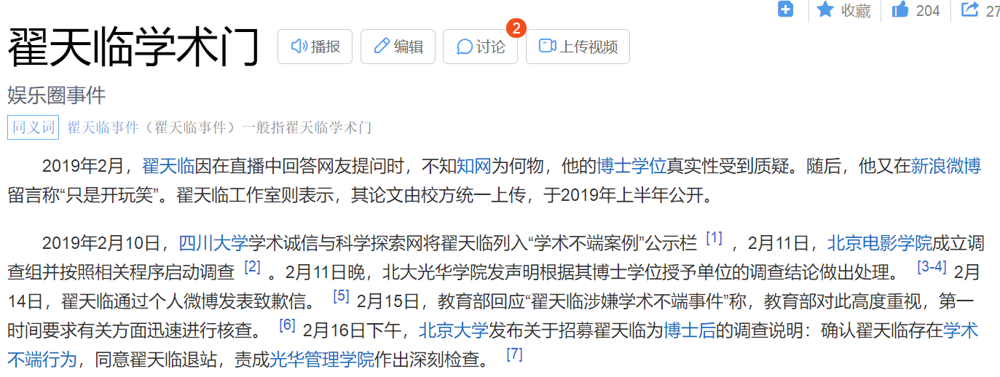 收藏 204 27
翟天临学术门 播报 编辑 讨论 2 上传视频
娱乐圈事件
同义词 翟天临事件（翟天临事件）一般指翟天临学术门
2019年2月，翟天临因在直播中回答网友提问时，不知知网为何物，他的博士学位真实性受到质疑。随后，他又在新浪微博
留言称“只是开玩笑”。翟天临工作室则表示，其论文由校方统一上传，于2019年上半年公开。
2019年2月10日，四川大学学术诚信与科学探索网将翟天临列入“学术不端案例”公示栏 [1] ，2月11日，北京电影学院成立调
查组并按照相关程序启动调查 [2] 。2月11日晚，北大光华学院发声明根据其博士学位授予单位的调查结论做出处理。 [3-4] 2月
14日，翟天临通过个人微博发表致歉信。 [5] 2月15日，教育部回应“翟天临涉嫌学术不端事件”称，教育部对此高度重视，第一
时间要求有关方面迅速进行核查。 [6] 2月16日下午，北京大学发布关于招募翟天临为博士后的调查说明：确认翟天临存在学术
不端行为，同意翟天临退站，责成光华管理学院作出深刻检查。 [7]